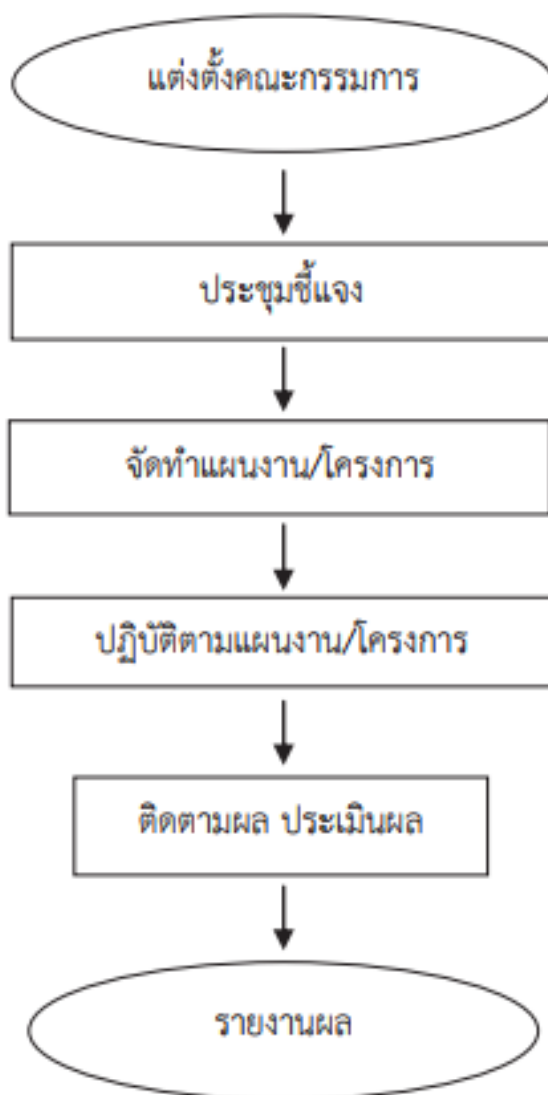 แต่งตั้งคณะกรรมการ
ประชุมชี้แจง
จัดทำแผนงาน/โครงการ
ปฏิบัติตามแผนงาน/โครงการ
ติดตามผล ประเมินผล
รายงานผล